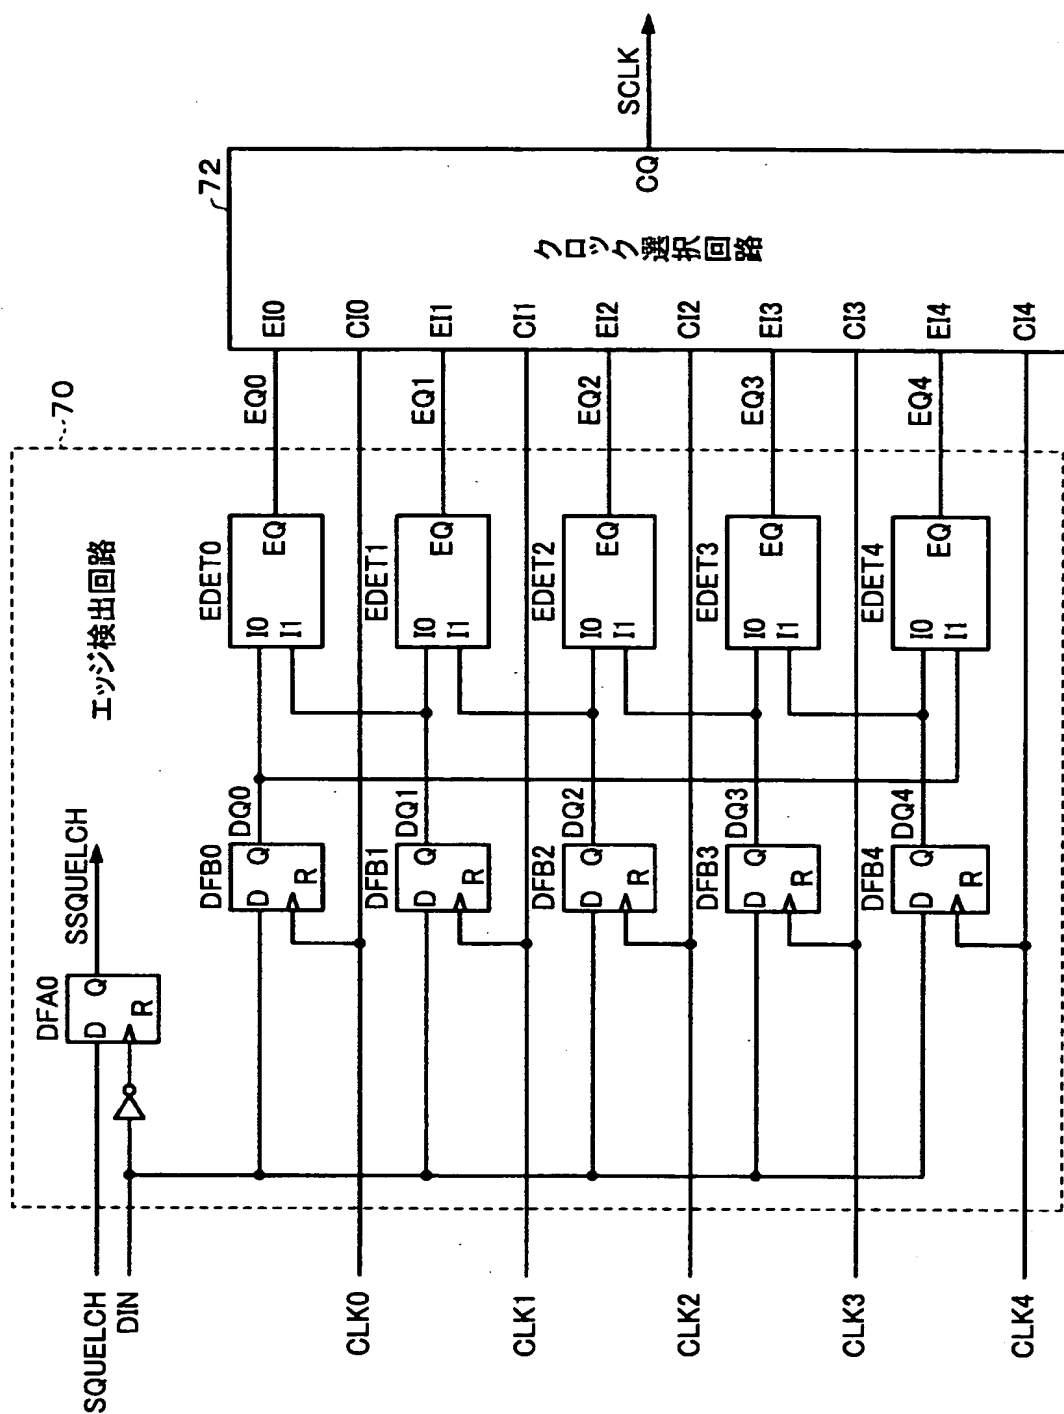 SQUELCH
DIN
CLK0
CLK1
CLK2
CLK3
CLK4
DFA0
D
Q
R
SSQUELCH
エッジ検出回路
70
DFB0
D
Q
R
DQ0
DFB1
D
Q
R
DQ1
DFB2
D
Q
R
DQ2
DFB3
D
Q
R
DQ3
DFB4
D
Q
R
DQ4
EDET0
I0
I1
EQ
EDET1
I0
I1
EQ
EDET2
I0
I1
EQ
EDET3
I0
I1
EQ
EDET4
I0
I1
EQ
EQ0
EQ1
EQ2
EQ3
EQ4
72
EI0
CI0
EI1
CI1
EI2
CI2
EI3
CI3
EI4
CI4
クロック選択回路
CQ
SCLK